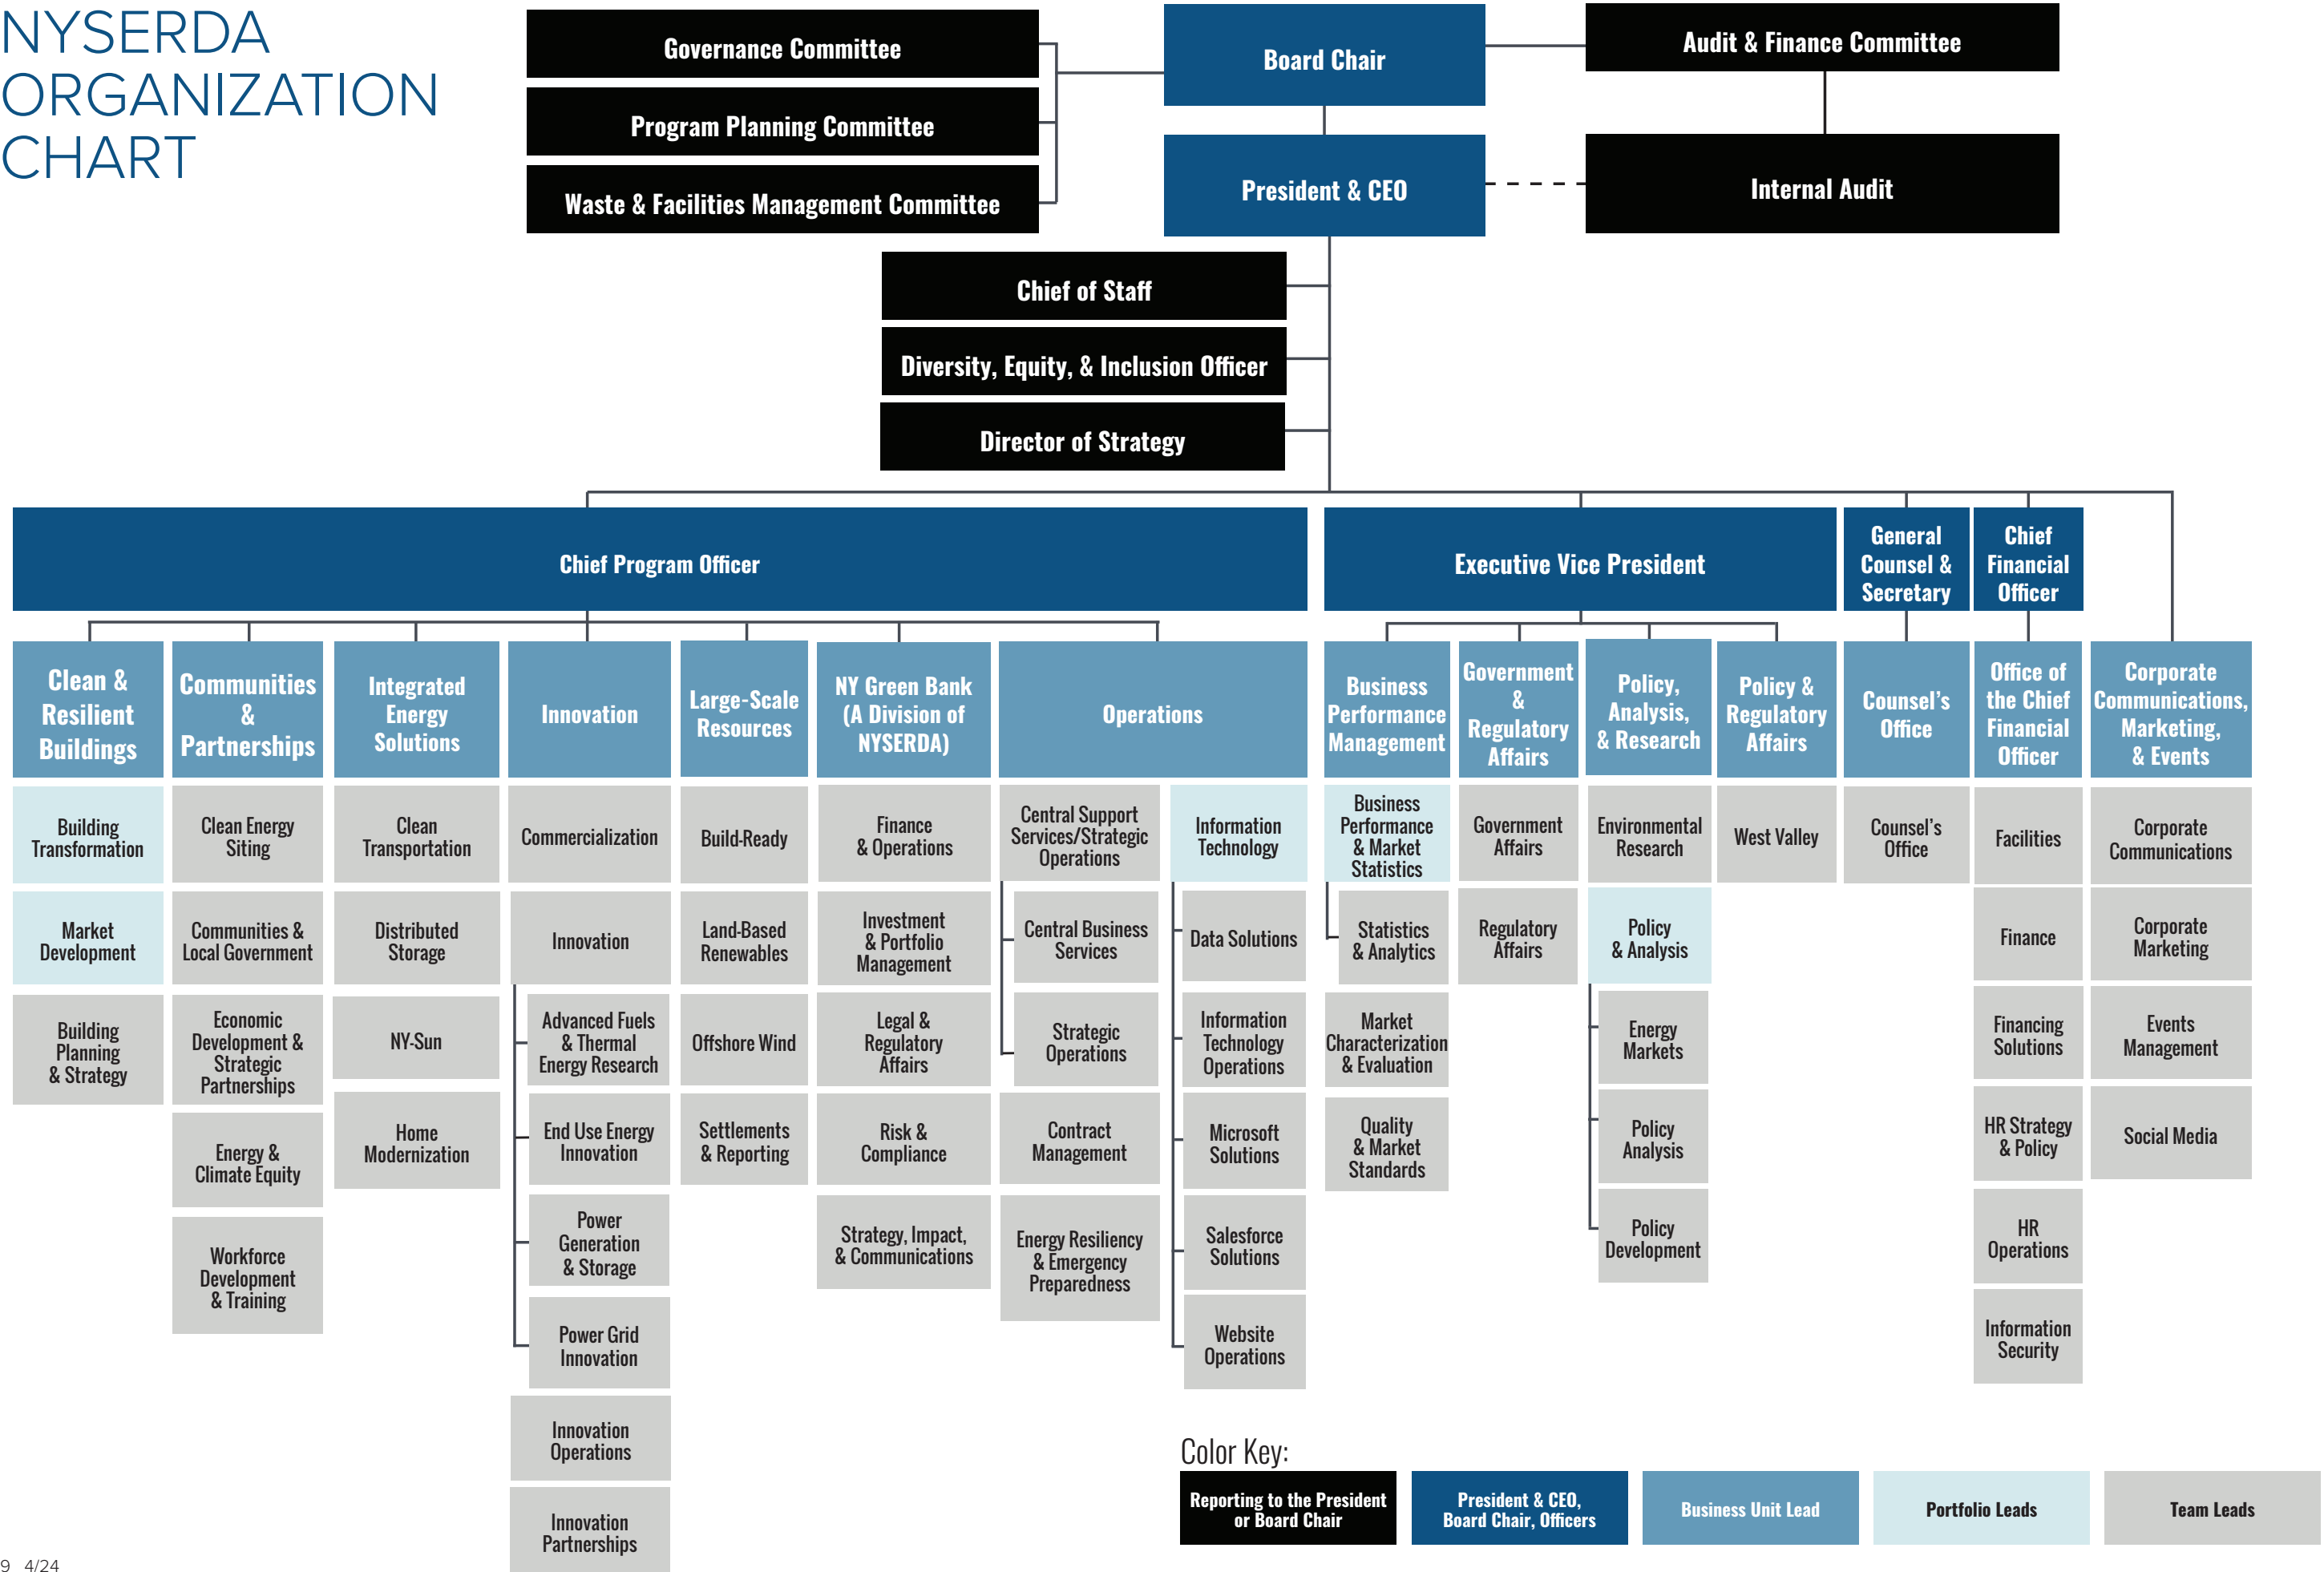 NYSERDA
ORGANIZATION
CHART
Governance Committee
Program Planning Committee
Waste & Facilities Management Committee
Board Chair
President & CEO
Audit & Finance Committee
Internal Audit
Chief of Staff
Diversity, Equity, & Inclusion Officer
Director of Strategy
Chief Program Officer
Executive Vice President
General
Counsel &
Secretary
Chief
Financial
Officer
Clean &
Resilient
Buildings
Communities
&
Partnerships
Integrated
Energy
Solutions
Innovation
Large-Scale
Resources
NY Green Bank
(A Division of
NYSERDA)
Operations
Business
Performance
Management
Government
&
Regulatory
Affairs
Policy,
Analysis,
& Research
Policy &
Regulatory
Affairs
Counsel's
Office
Office of
the Chief
Financial
Officer
Corporate
Communications,
Marketing,
& Events
Building
Transformation
Market
Development
Building
Planning
& Strategy
Clean Energy
Siting
Communities &
Local Government
Economic
Development &
Strategic
Partnerships
Energy &
Climate Equity
Workforce
Development
& Training
Clean
Transportation
Distributed
Storage
NY-Sun
Home
Modernization
Commercialization
Innovation
Advanced Fuels
& Thermal
Energy Research
End Use Energy
Innovation
Power
Generation
& Storage
Power Grid
Innovation
Innovation
Operations
Innovation
Partnerships
Build-Ready
Land-Based
Renewables
Offshore Wind
Settlements
& Reporting
Finance
& Operations
Investment
& Portfolio
Management
Legal &
Regulatory
Affairs
Risk &
Compliance
Strategy, Impact,
& Communications
Central Support
Services/Strategic
Operations
Central Business
Services
Strategic
Operations
Contract
Management
Energy Resiliency
& Emergency
Preparedness
Information
Technology
Data Solutions
Information
Technology
Operations
Microsoft
Solutions
Salesforce
Solutions
Website
Operations
Business
Performance
& Market
Statistics
Statistics
& Analytics
Market
Characterization
& Evaluation
Quality
& Market
Standards
Government
Affairs
Regulatory
Affairs
Environmental
Research
Policy
& Analysis
Energy
Markets
Policy
Analysis
Policy
Development
West Valley
Counsel's
Office
Facilities
Finance
Financing
Solutions
HR Strategy
& Policy
HR
Operations
Information
Security
Corporate
Communications
Corporate
Marketing
Events
Management
Social Media
Color Key:
Reporting to the President
or Board Chair
President & CEO,
Board Chair, Officers
Business Unit Lead
Portfolio Leads
Team Leads
9 4/24